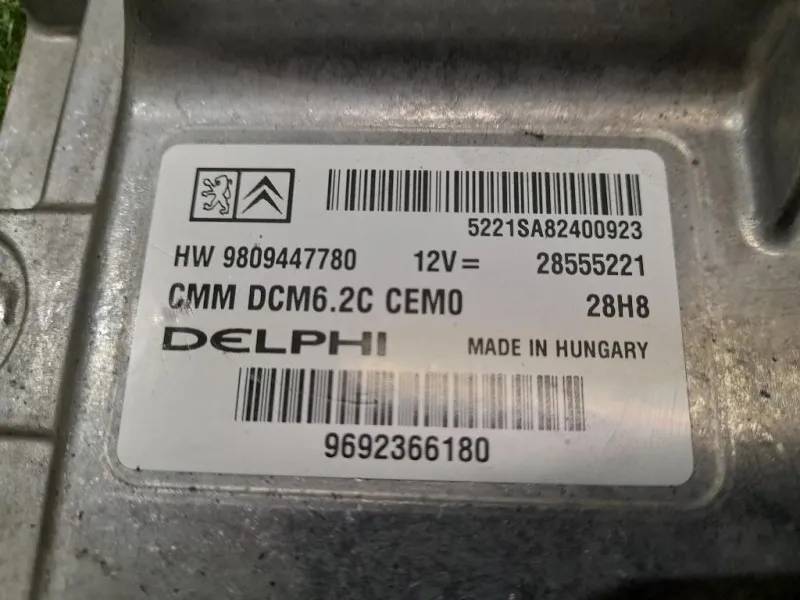 5221SA82400923
HW 9809447780 12V= 28555221
CMM DCM6.2C CEM0 28H8
DELPHI MADE IN HUNGARY
9692366180